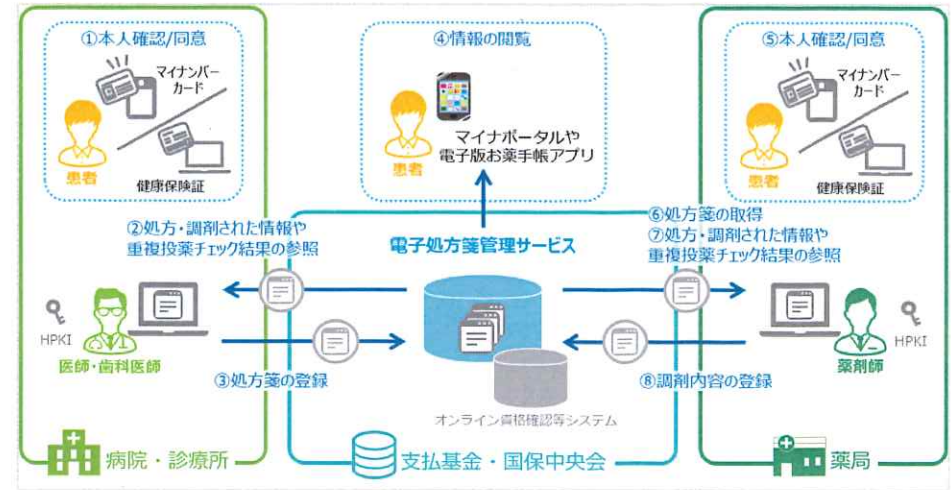 ①本人確認/同意
マイナンバー
カード
患者
健康保険証
②処方・調剤された情報や
重複投薬チェック結果の参照
HPKI
医師・歯科医師
③処方箋の登録
病院・診療所
④情報の閲覧
患者
マイナポータルや
電子版お薬手帳アプリ
電子処方箋管理サービス
オンライン資格確認等システム
支払基金・国保中央会
⑤本人確認/同意
マイナンバー
カード
患者
健康保険証
⑥処方箋の取得
⑦処方・調剤された情報や
重複投薬チェック結果の参照
HPKI
薬剤師
⑧調剤内容の登録
薬局